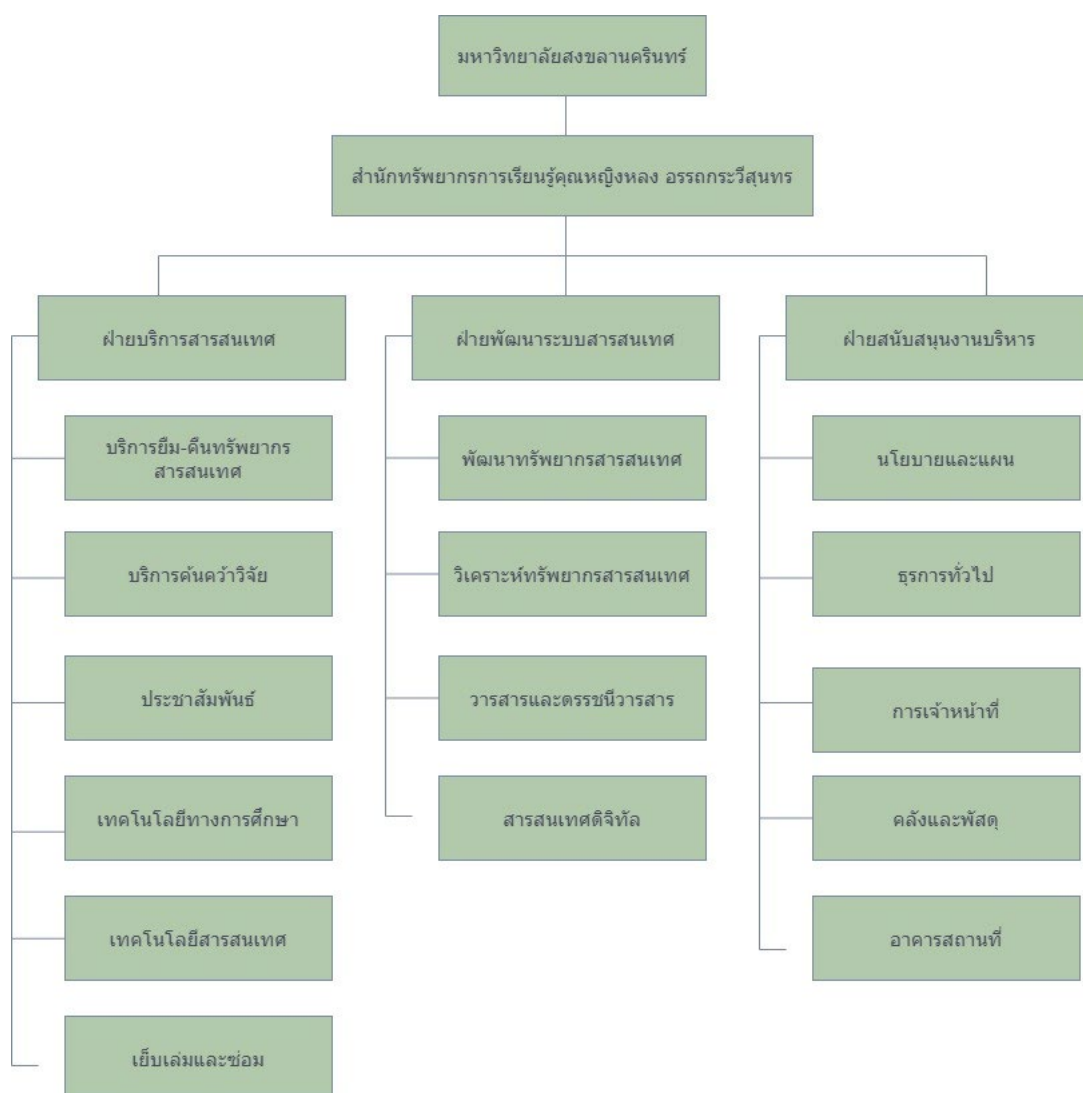 มหาวิทยาลัยสงขลานครินทร์
สำนักทรัพยากรการเรียนรู้คุณหญิงหลง อรรถกระวีสุนทร
ฝ่ายบริการสารสนเทศ
บริการยืม-คืนทรัพยากร
สารสนเทศ
บริการค้นคว้าวิจัย
ประชาสัมพันธ์
เทคโนโลยีทางการศึกษา
เทคโนโลยีสารสนเทศ
เย็บเล่มและซ่อม
ฝ่ายพัฒนาระบบสารสนเทศ
พัฒนาทรัพยากรสารสนเทศ
วิเคราะห์ทรัพยากรสารสนเทศ
วารสารและดรรชนีวารสาร
สารสนเทศดิจิทัล
ฝ่ายสนับสนุนงานบริหาร
นโยบายและแผน
ธุรการทั่วไป
การเจ้าหน้าที่
คลังและพัสดุ
อาคารสถานที่